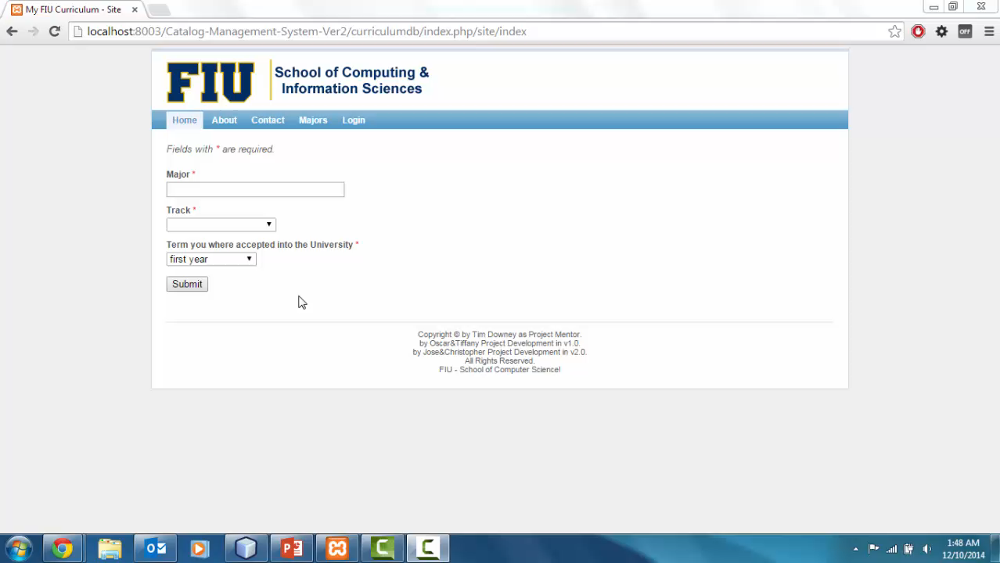 My FIU Curriculum - Site
localhost:8003/Catalog-Management-System-Ver2/curriculumdb/index.php/site/index
OFF
FIU
School of Computing &
Information Sciences
Home About Contact Majors Login
Fields with * are required.
Major *
Track *
Term you where accepted into the University *
first year
Submit
Copyright © by Tim Downey as Project Mentor.
by Oscar&Tiffany Project Development in v1.0.
by Jose&Christopher Project Development in v2.0.
All Rights Reserved.
FIU - School of Computer Science!
1:48 AM
12/10/2014